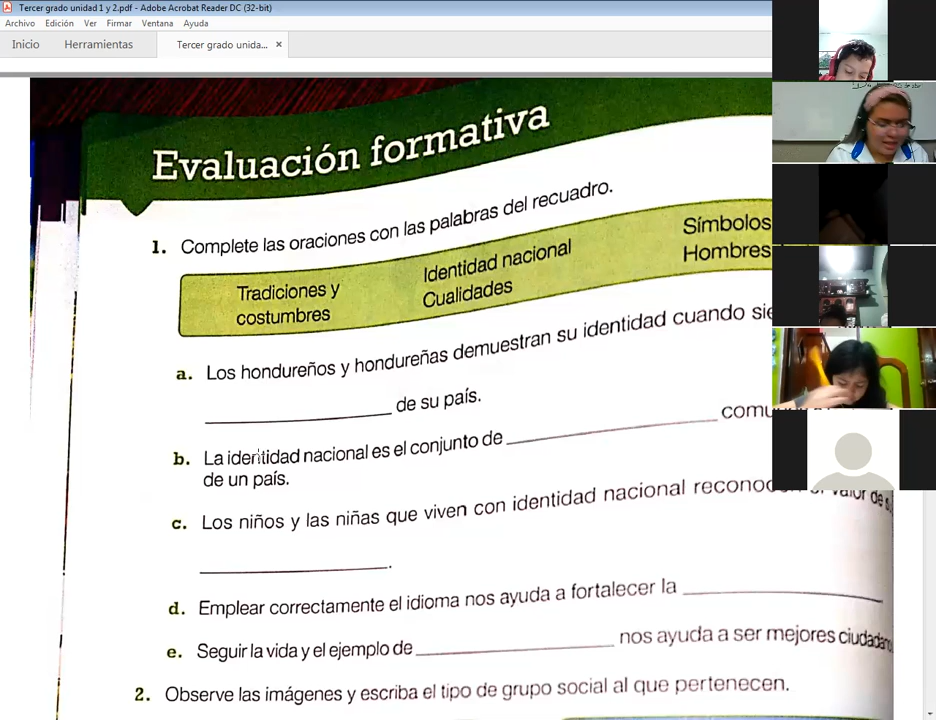 Tercer grado unidad 1 y 2.pdf - Adobe Acrobat Reader DC (32-bit)
Archivo Edición Ver Firmar Ventana Ayuda
Inicio Herramientas Tercer grado unida... ×
Evaluación formativa
1. Complete las oraciones con las palabras del recuadro.
Tradiciones y costumbres
Identidad nacional
Cualidades
Símbolos
Hombres
a. Los hondureños y hondureñas demuestran su identidad cuando sie
de su país.
b. La identidad nacional es el conjunto de
de un país.
c. Los niños y las niñas que viven con identidad nacional valor de s
.
d. Emplear correctamente el idioma nos ayuda a fortalecer la
e. Seguir la vida y el ejemplo de nos ayuda a ser mejores
2. Observe las imágenes y escriba el tipo de grupo social al que pertenecen.